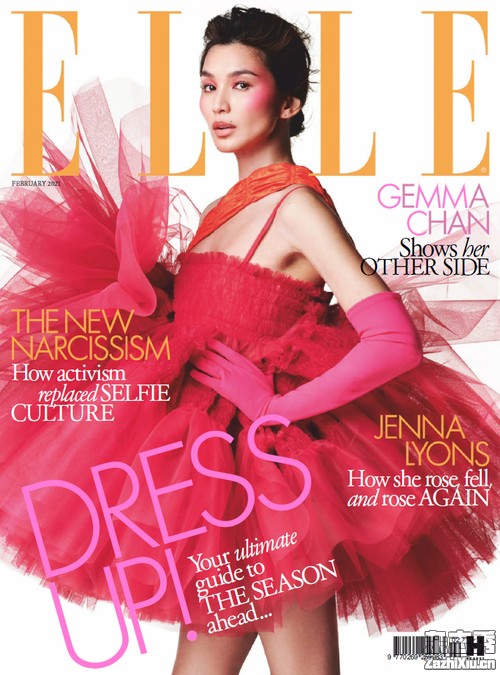 ELLE
FEBRUARY 2021
GEMMA
CHAN
Shows her
OTHER SIDE
THE NEW
NARCISSISM
How activism
replaced SELFIE
CULTURE
JENNA
LYONS
How she rose, fell,
and rose AGAIN
DRESS
UP!
Your ultimate
guide to
THE SEASON
ahead...
ZaZhiXiu.cn